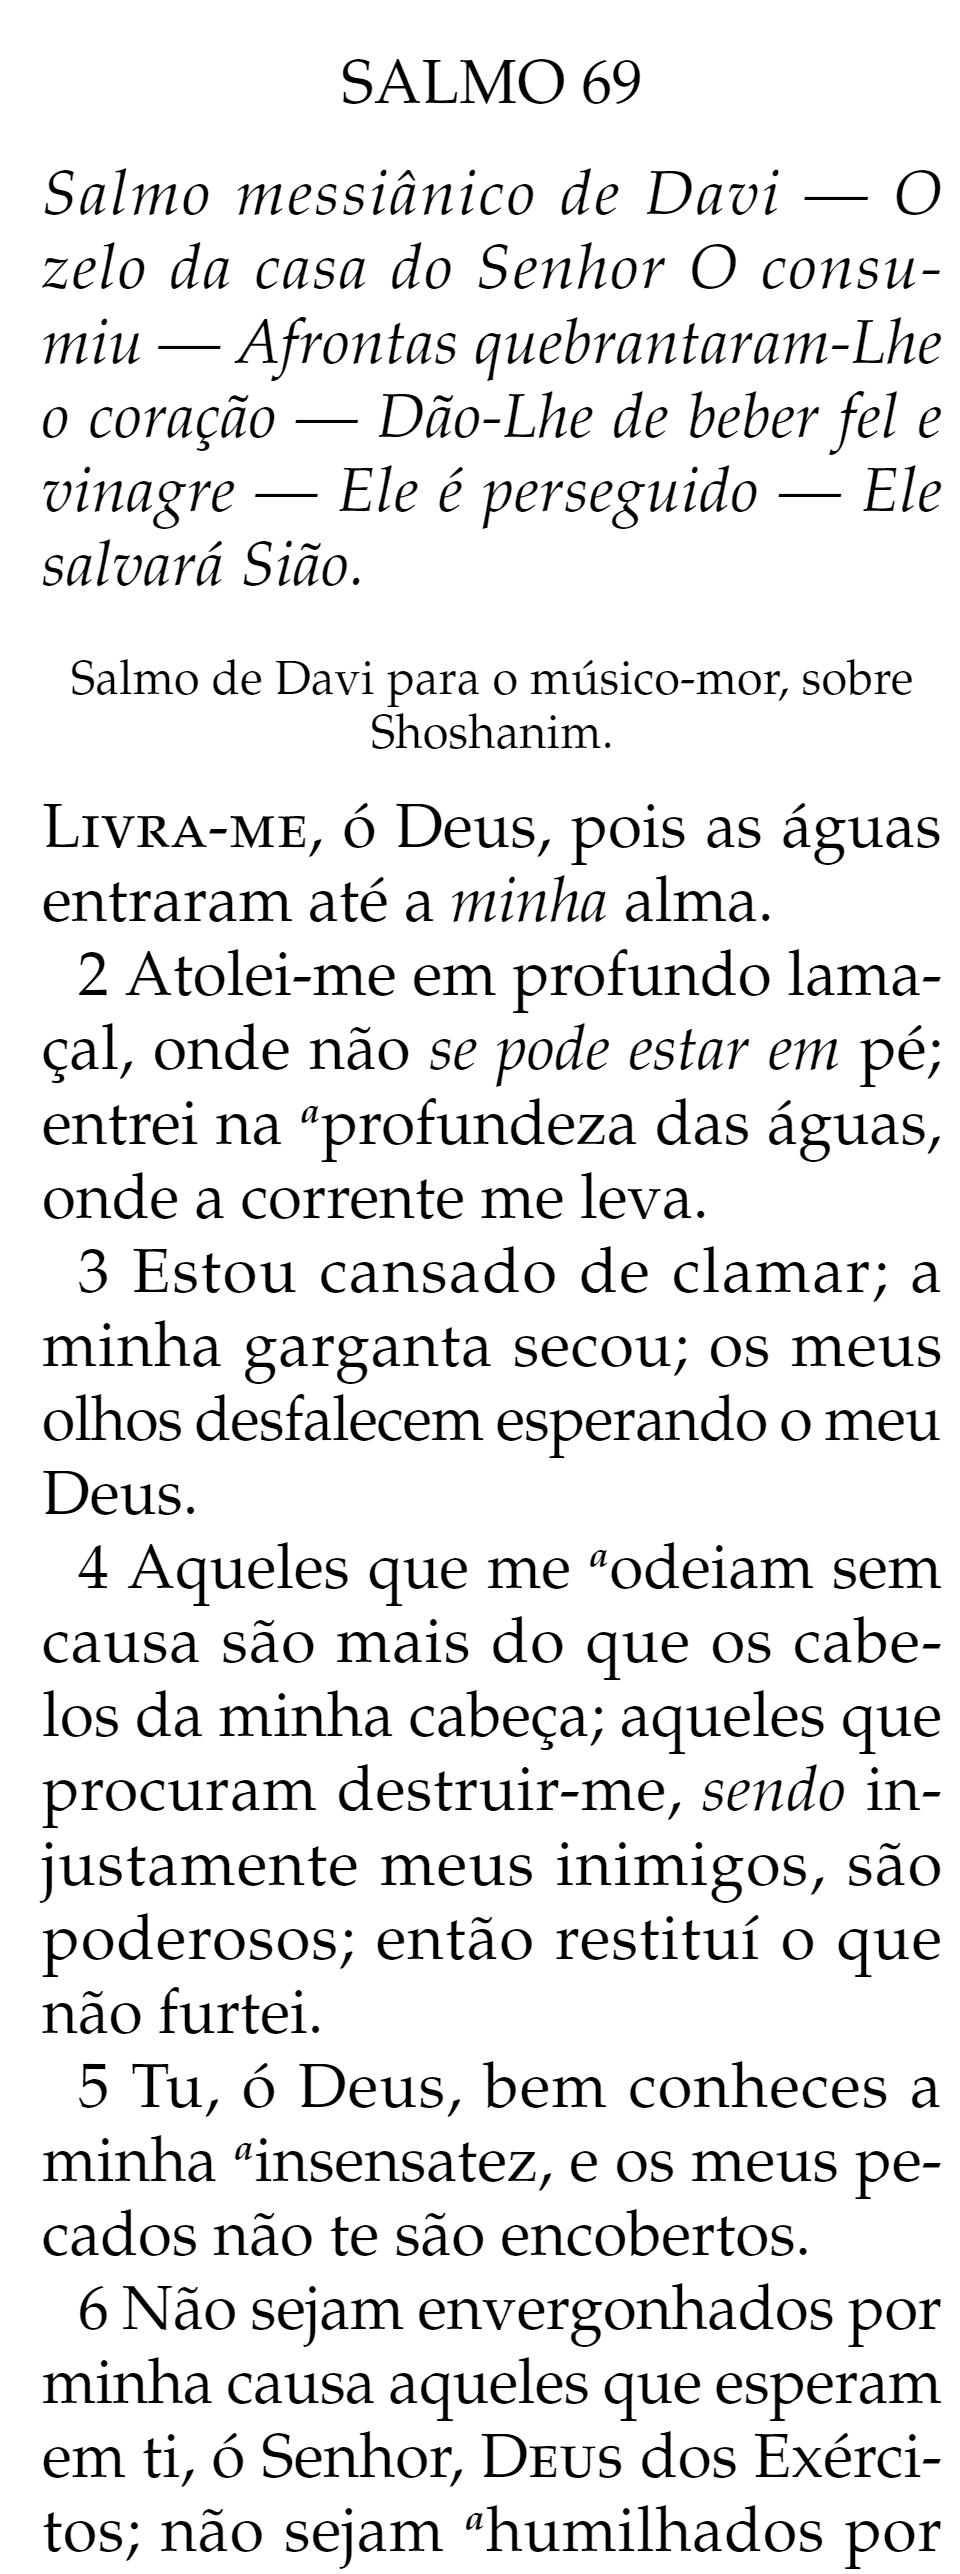 SALMO 69
Salmo messiânico de Davi — O
zelo da casa do Senhor O consu-
miu — Afrontas quebrantaram-Lhe
o coração — Dão-Lhe de beber fel e
vinagre — Ele é perseguido — Ele
salvará Sião.
Salmo de Davi para o músico-mor, sobre
Shoshanim.
LIVRA-ME, ó Deus, pois as águas
entraram até a minha alma.
2 Atolei-me em profundo lama-
çal, onde não se pode estar em pé;
entrei na ᵃprofundeza das águas,
onde a corrente me leva.
3 Estou cansado de clamar; a
minha garganta secou; os meus
olhos desfalecem esperando o meu
Deus.
4 Aqueles que me ᵃodeiam sem
causa são mais do que os cabe-
los da minha cabeça; aqueles que
procuram destruir-me, sendo in-
justamente meus inimigos, são
poderosos; então restituí o que
não furtei.
5 Tu, ó Deus, bem conheces a
minha ᵃinsensatez, e os meus pe-
cados não te são encobertos.
6 Não sejam envergonhados por
minha causa aqueles que esperam
em ti, ó Senhor, DEUS dos Exérci-
tos; não sejam ᵃhumilhados por